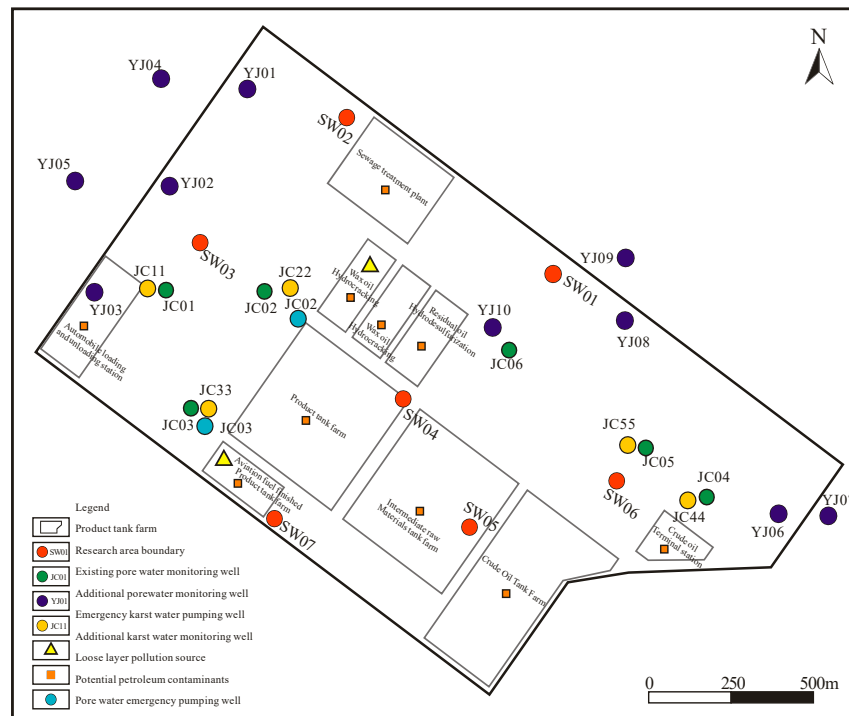 N
YJ04
YJ01
SW02
YJ05
YJ02
Sewage treatment plant
SW03
YJ09
SW01
JC11
JC22
Wax oil
Hydrocracking
YJ03
JC01
JC02
JC02
Wax oil
Hydrocracking
Residual oil
Hydrodesulfurization
YJ10
YJ08
Automobile loading
and unloading station
JC06
JC33
SW04
JC03
JC03
Product tank farm
JC55
JC05
JC04
Aviation fuel finished
Product tank farm
SW06
JC44
YJ06
YJ07
Intermediate raw
Materials tank farm
SW05
SW07
Crude oil
Terminal station
Crude Oil Tank Farm
Legend
Product tank farm
SW01
Research area boundary
JC01
Existing pore water monitoring well
YJ01
Additional porewater monitoring well
JC11
Emergency karst water pumping well
Additional karst water monitoring well
Loose layer pollution source
Potential petroleum contaminants
Pore water emergency pumping well
0 250 500m